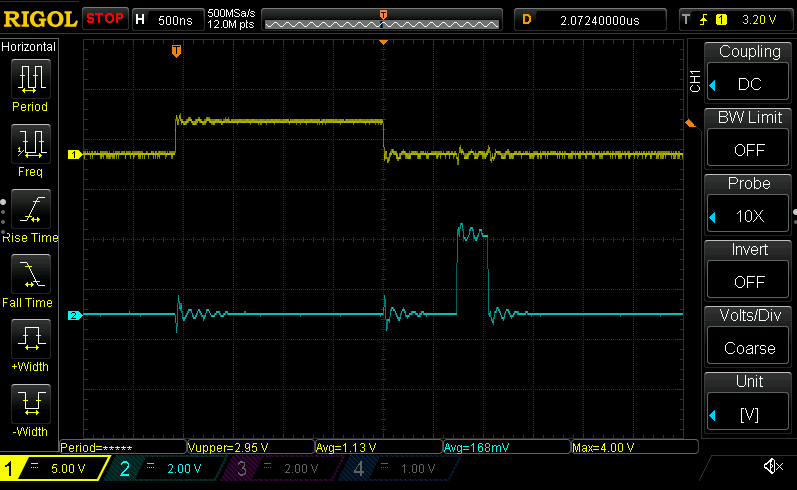 RIGOL STOP H 500ns 500MSa/s 12.0M pts T D 2.07240000us T 1 3.20 V
Horizontal
Period
Freq
Rise Time
Fall Time
+Width
-Width
T
1
2
CH1
Coupling
DC
BW Limit
OFF
Probe
10X
Invert
OFF
Volts/Div
Coarse
Unit
[V]
Period=***** Vupper=2.95 V Avg=1.13 V Avg=168mV Max=4.00 V
1 5.00 V 2 2.00 V 3 2.00 V 4 1.00 V